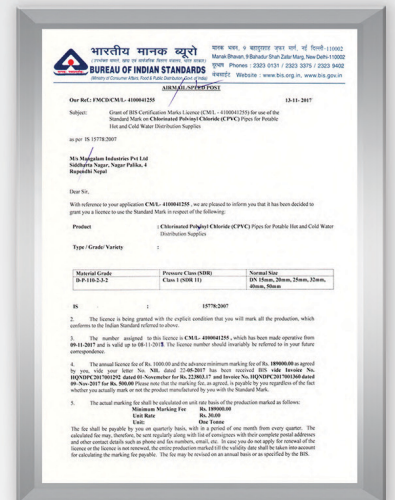 भारतीय मानक ब्यूरो
मानक भवन, 9 बहादुरशाह ज़फर मार्ग, नई दिल्ली-110002
Manak Bhavan, 9 Bahadur Shah Zafar Marg, New Delhi-110002
Phones : 2323 0131 / 2323 3375 / 2323 9402
BUREAU OF INDIAN STANDARDS
Website : www.bis.org.in, www.bis.gov.in
AIRMAIL/SPEED POST
Our Ref.: FMCD/CM/L- 4100041255
13-11- 2017
Subject: Grant of BIS Certification Marks Licence (CM/L - 4100041255) for use of the
Standard Mark on Chlorinated Polvinyl Chloride (CPVC) Pipes for Potable
Hot and Cold Water Distribution Supplies
as per IS 15778:2007
M/s Mangalam Industries Pvt Ltd
Siddharta Nagar, Nagar Palika, 4
Rupandhi Nepal
Dear Sir,
With reference to your application CM/L- 4100041255 , we are pleased to inform you that it has been decided to
grant you a licence to use the Standard Mark in respect of the following:
Product : Chlorinated Polvinyl Chloride (CPVC) Pipes for Potable Hot and Cold Water
Distribution Supplies
Type / Grade/ Variety :
Material Grade Pressure Class (SDR) Normal Size
D-P-110-2-3-2 Class 1 (SDR 11) DN 15mm, 20mm, 25mm, 32mm,
40mm, 50mm
IS : 15778:2007
2. The licence is being granted with the explicit condition that you will mark all the production, which
conforms to the Indian Standard referred to above.
3. The number assigned to this licence is CM/L- 4100041255 , which has been made operative from
09-11-2017 and is valid up to 08-11-2018. The licence number should invariably be referred to in your future
correspondence.
4. The annual licence fee of Rs. 1000.00 and the advance minimum marking fee of Rs. 189000.00 as agreed
by you, vide your letter No. NIL dated 22-05-2017 has been received BIS vide Invoice No.
HQNDPC2017001292 dated 01-Novemeber for Rs. 223863.17 and Invoice No. HQNDPC2017001360 dated
09-Nov-2017 for Rs. 500.00 Please note that the marking fee, as agreed, is payable by you regardless of the fact
whether you actually mark or not the product manufactured by you with the Standard Mark.
5. The actual marking fee shall be calculated on unit rate basis of the production marked as follows:
Minimum Marking Fee Rs. 189000.00
Unit Rate Rs. 30.00
Unit: One Tonne
The fee shall be payable by you on quarterly basis, with in a period of one month from every quarter. The
calculated fee may, therefore, be sent regularly along with list of consignees with their complete postal addresses
and other contact details such as phone and fax numbers, email, etc. In case you do not apply for renewal of the
licence or the licence is not renewed, the entire production marked till the validity date shall be taken into account
for calculating the marking fee payable. The fee may be revised on an annual basis or as specified by the BIS.